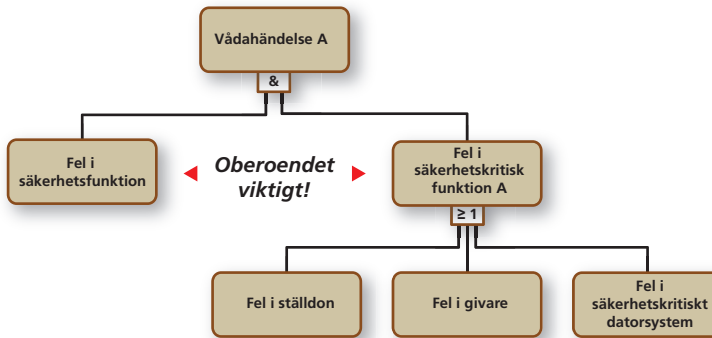 Vådahändelse A
&
Fel i
säkerhetsfunktion
Oberoendet
viktigt!
Fel i
säkerhetskritisk
funktion A
≥ 1
Fel i ställdon
Fel i givare
Fel i
säkerhetskritiskt
datorsystem